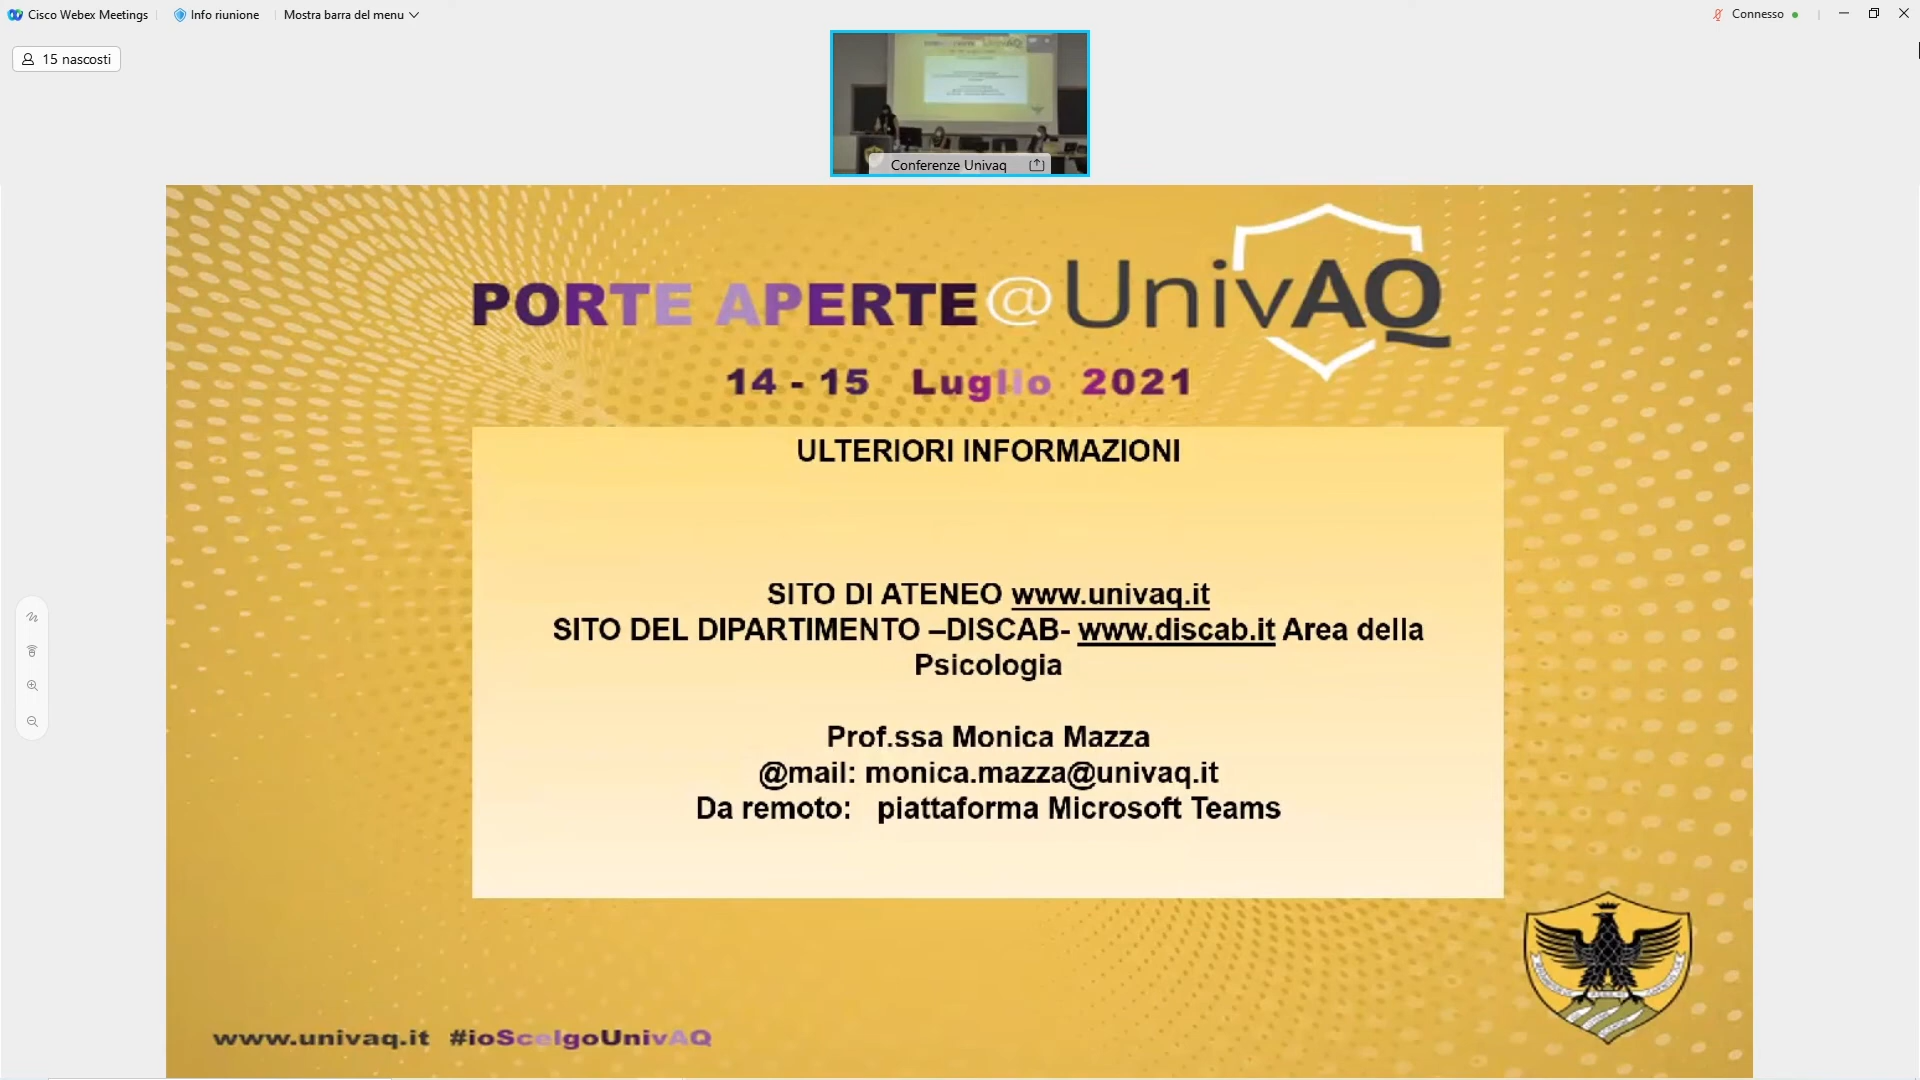 Cisco Webex Meetings
Info riunione
Mostra barra del menu
Connesso
15 nascosti
Conferenze Univaq
PORTE APERTE@UnivAQ
14 - 15 Luglio 2021
ULTERIORI INFORMAZIONI
SITO DI ATENEO www.univaq.it
SITO DEL DIPARTIMENTO –DISCAB- www.discab.it Area della
Psicologia
Prof.ssa Monica Mazza
@mail: monica.mazza@univaq.it
Da remoto: piattaforma Microsoft Teams
www.univaq.it #ioScelgoUnivAQ